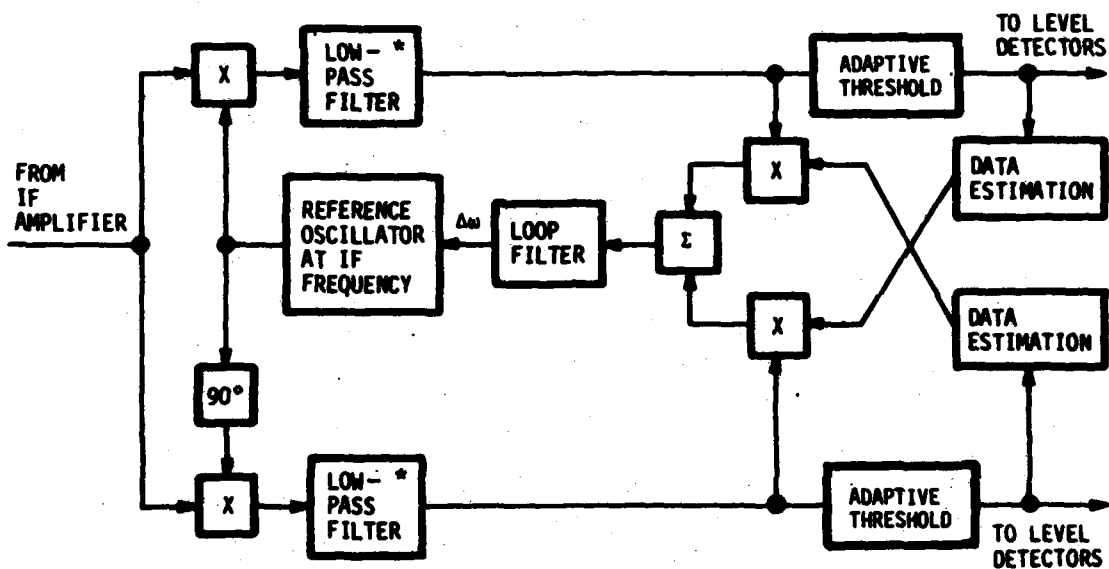 TO LEVEL
DETECTORS
LOW- *
PASS
FILTER
X
ADAPTIVE
THRESHOLD
FROM
IF
AMPLIFIER
X
DATA
ESTIMATION
REFERENCE
OSCILLATOR
AT IF
FREQUENCY
Δω
LOOP
FILTER
Σ
X
DATA
ESTIMATION
90°
X
LOW- *
PASS
FILTER
ADAPTIVE
THRESHOLD
TO LEVEL
DETECTORS